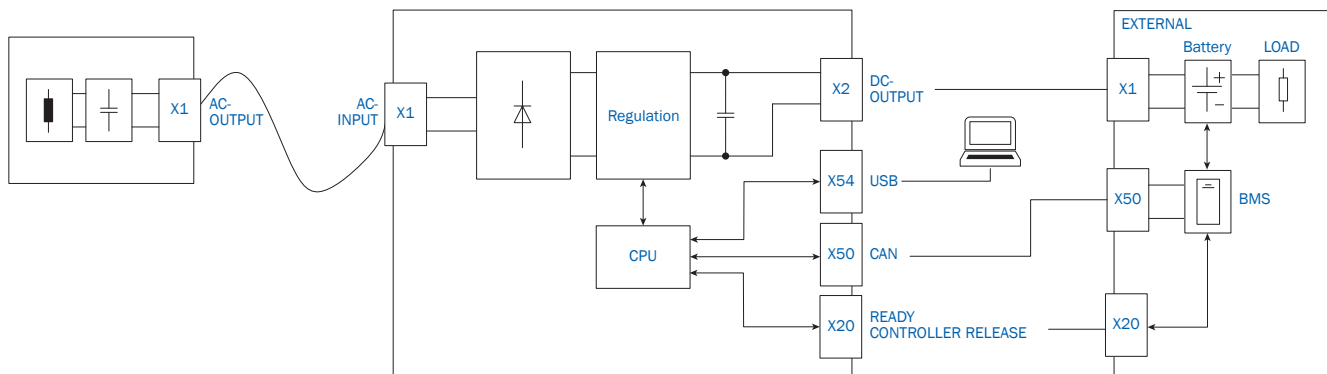 X1
AC-
OUTPUT
AC-
INPUT
X1
Regulation
CPU
X2
DC-
OUTPUT
X54
USB
X50
CAN
X20
READY
CONTROLLER RELEASE
EXTERNAL
Battery
LOAD
X1
+
−
X50
BMS
X20